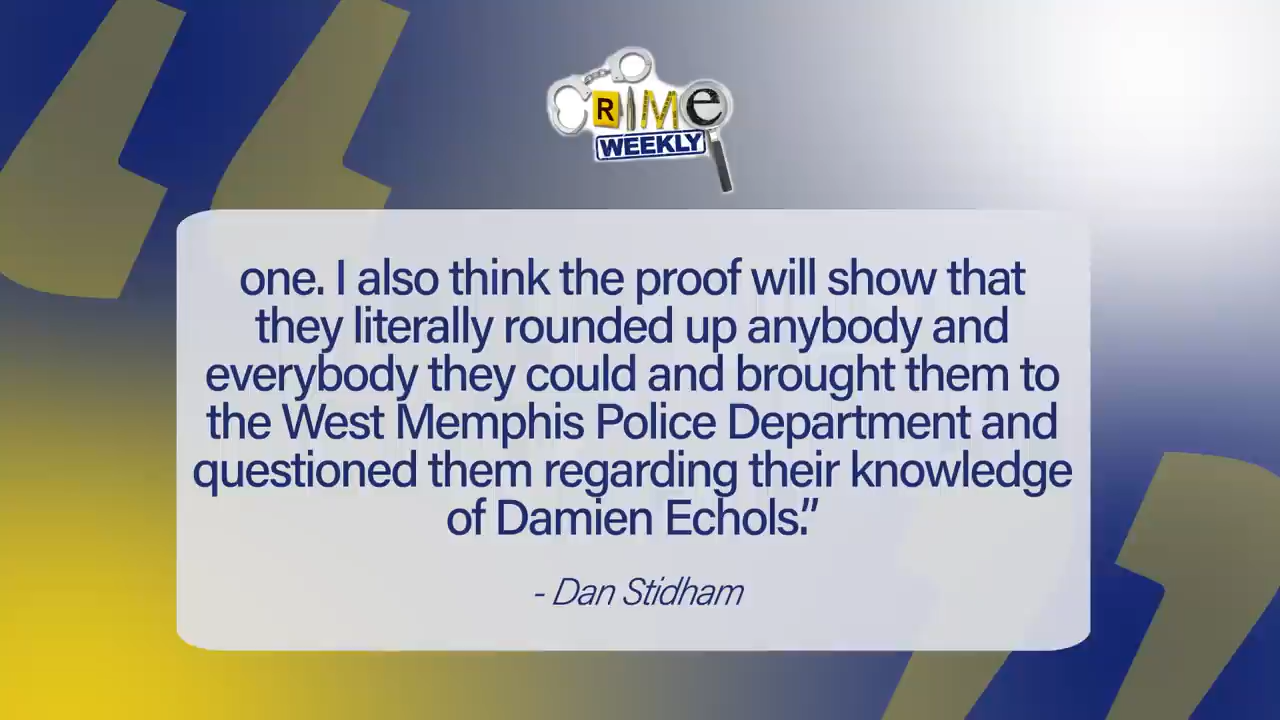 CRIMe
WEEKLY
one. I also think the proof will show that
they literally rounded up anybody and
everybody they could and brought them to
the West Memphis Police Department and
questioned them regarding their knowledge
of Damien Echols.”
- Dan Stidham